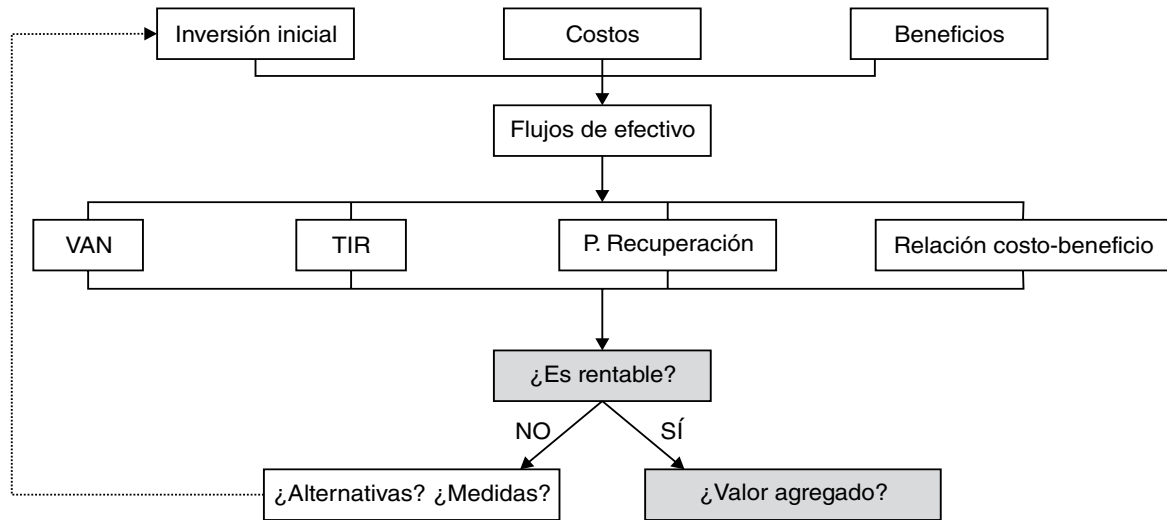 Inversión inicial
Costos
Beneficios
Flujos de efectivo
VAN
TIR
P. Recuperación
Relación costo-beneficio
¿Es rentable?
NO
SÍ
¿Alternativas? ¿Medidas?
¿Valor agregado?